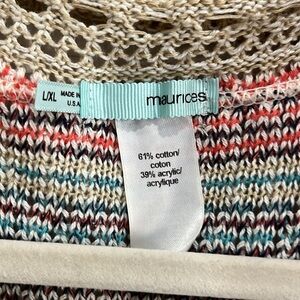 L/XL
MADE IN
U.S.A
maurices
61% cotton/
coton
39% acrylic/
acrylique